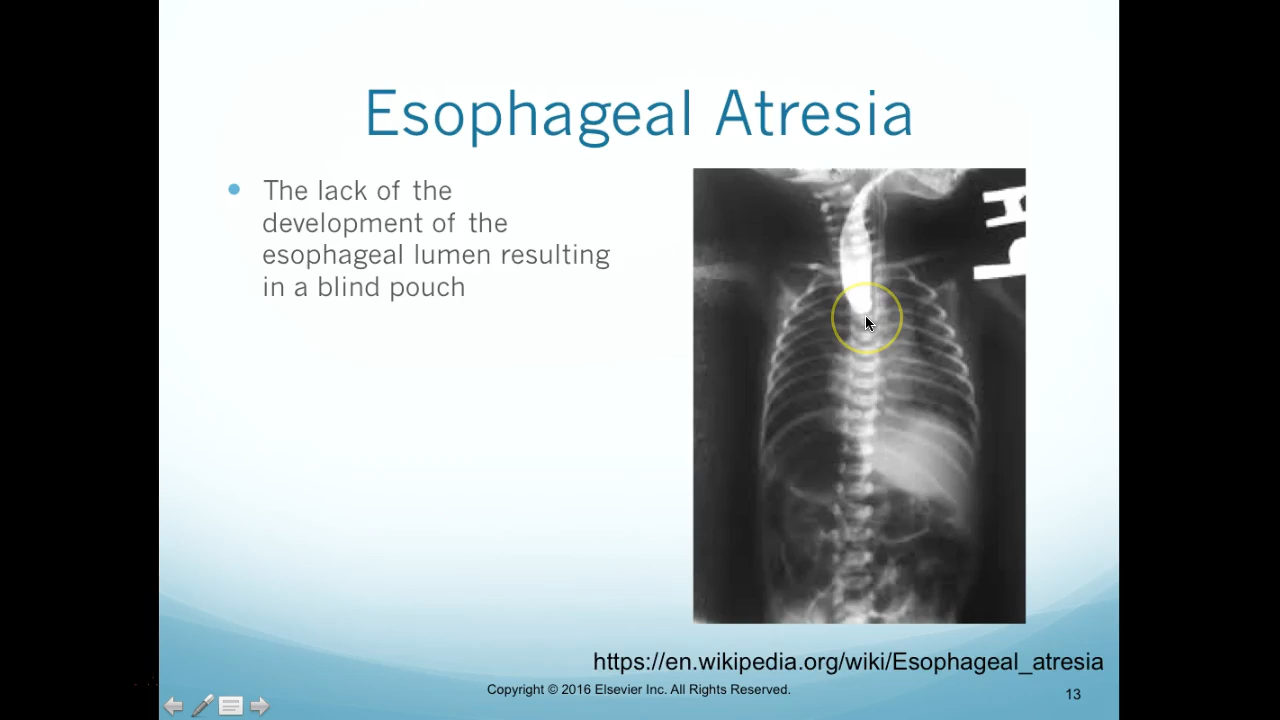 Esophageal Atresia
The lack of the
development of the
esophageal lumen resulting
in a blind pouch
https://en.wikipedia.org/wiki/Esophageal_atresia
Copyright © 2016 Elsevier Inc. All Rights Reserved.
13